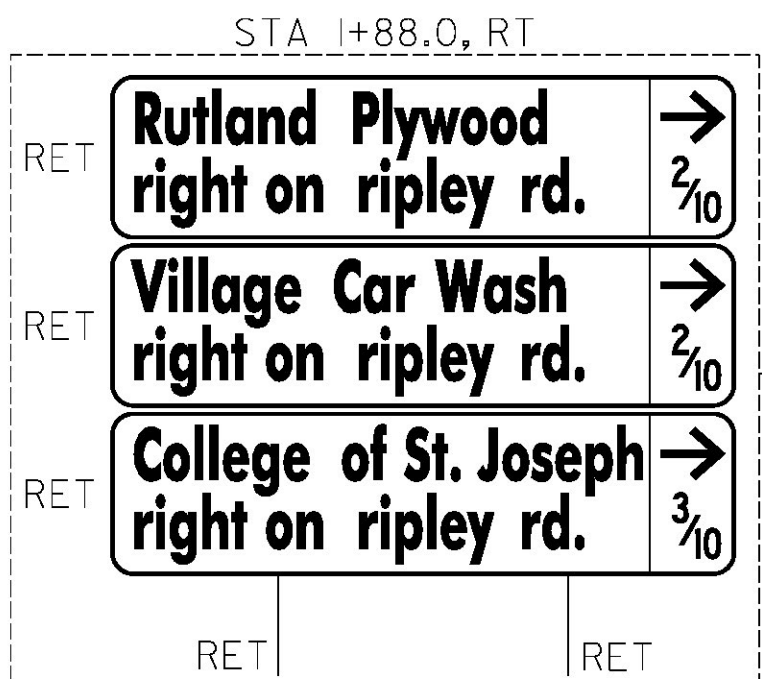 STA 1+88.0, RT
RET
Rutland Plywood →
right on ripley rd. 2/10
RET
Village Car Wash →
right on ripley rd. 2/10
RET
College of St. Joseph →
right on ripley rd. 3/10
RET RET